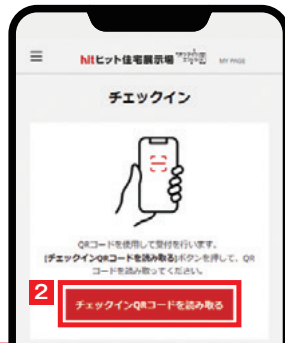 hitヒット住宅展示場
MY PAGE
チェックイン
QRコードを使用して受付を行います。
[チェックインQRコードを読み取る]ボタンを押して、QR
コードを読み取ってください。
2
チェックインQRコードを読み取る